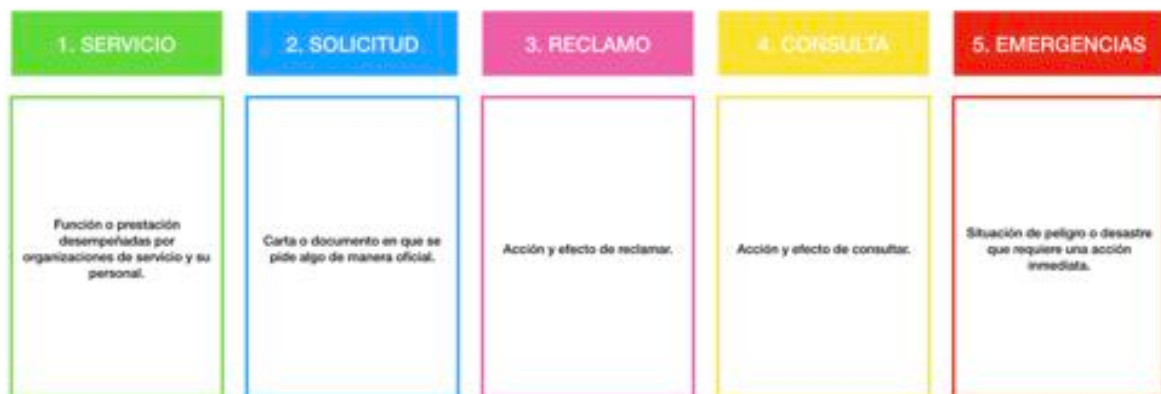 1. SERVICIO
2. SOLICITUD
3. RECLAMO
4. CONSULTA
5. EMERGENCIAS
Función o prestación
desempeñadas por
organizaciones de servicio y su
personal.
Carta o documento en que se
pide algo de manera oficial.
Acción y efecto de reclamar.
Acción y efecto de consultar.
Situación de peligro o desastre
que requiere una acción
inmediata.